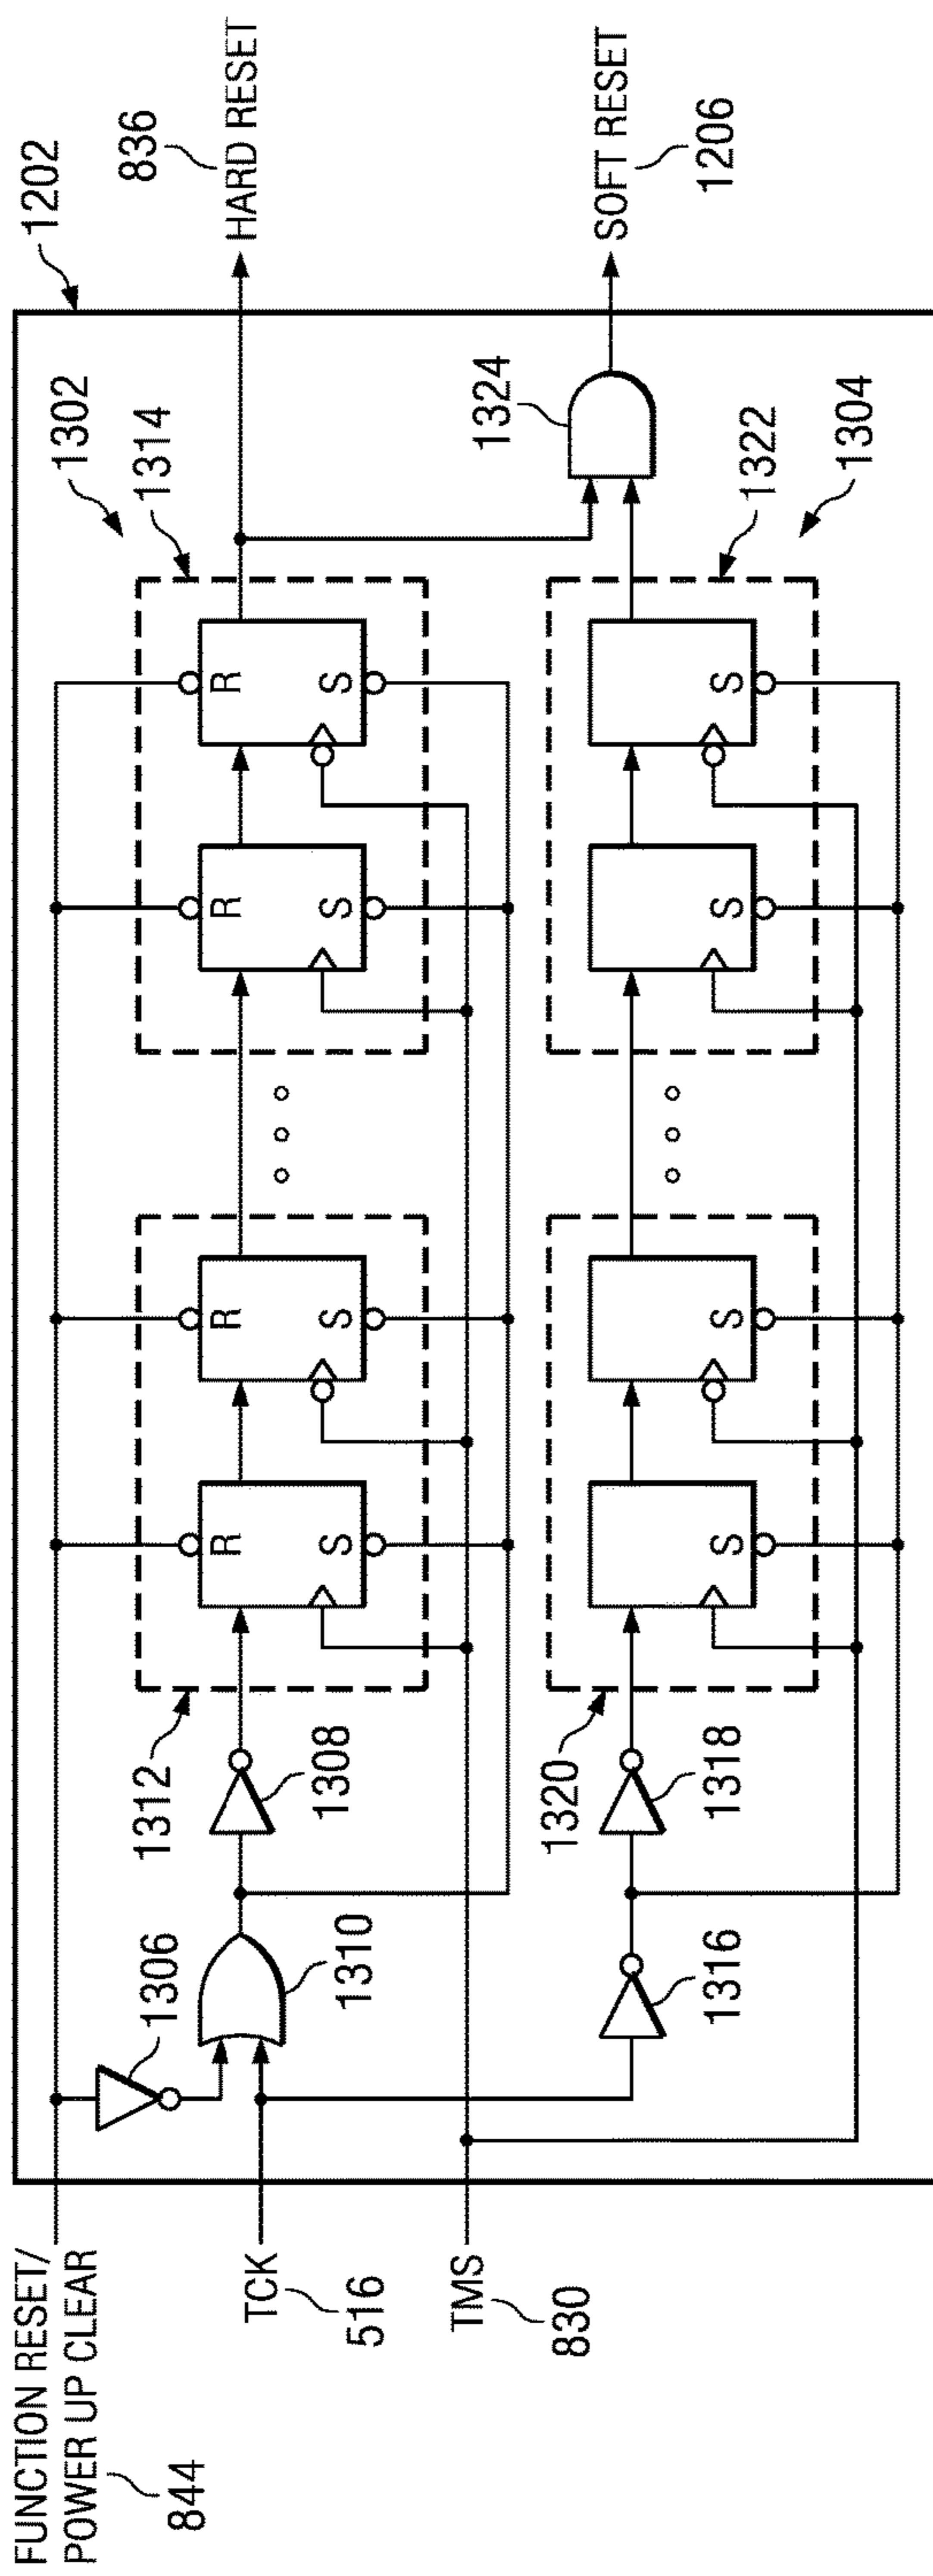 FUNCTION RESET/
POWER UP CLEAR
844
TCK
516
TMS
830
1306
1310
1316
1312
1308
1320
1318
R
S
R
S
S
S
R
S
R
S
S
S
1302
1314
1324
1322
1304
1202
836
HARD RESET
SOFT RESET
1206